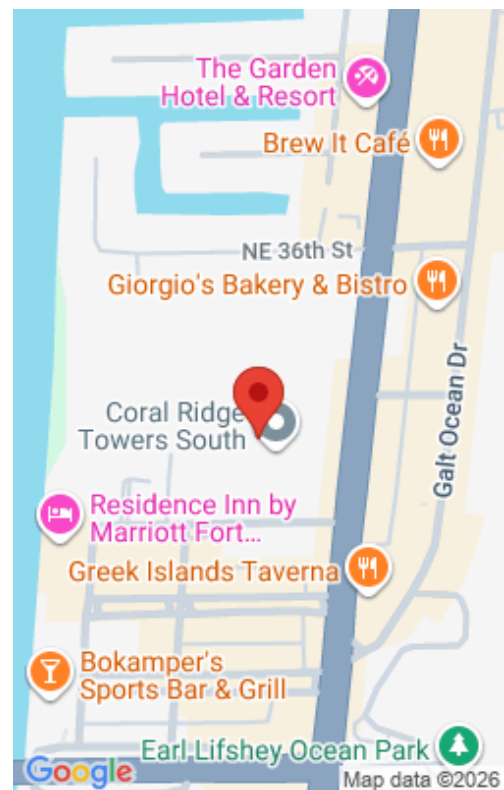 The Garden
Hotel & Resort
Brew It Café
NE 36th St
Giorgio's Bakery & Bistro
Galt Ocean Dr
Coral Ridge
Towers South
Residence Inn by
Marriott Fort...
Greek Islands Taverna
Bokamper's
Sports Bar & Grill
Earl Lifshey Ocean Park
Google
Map data ©2026